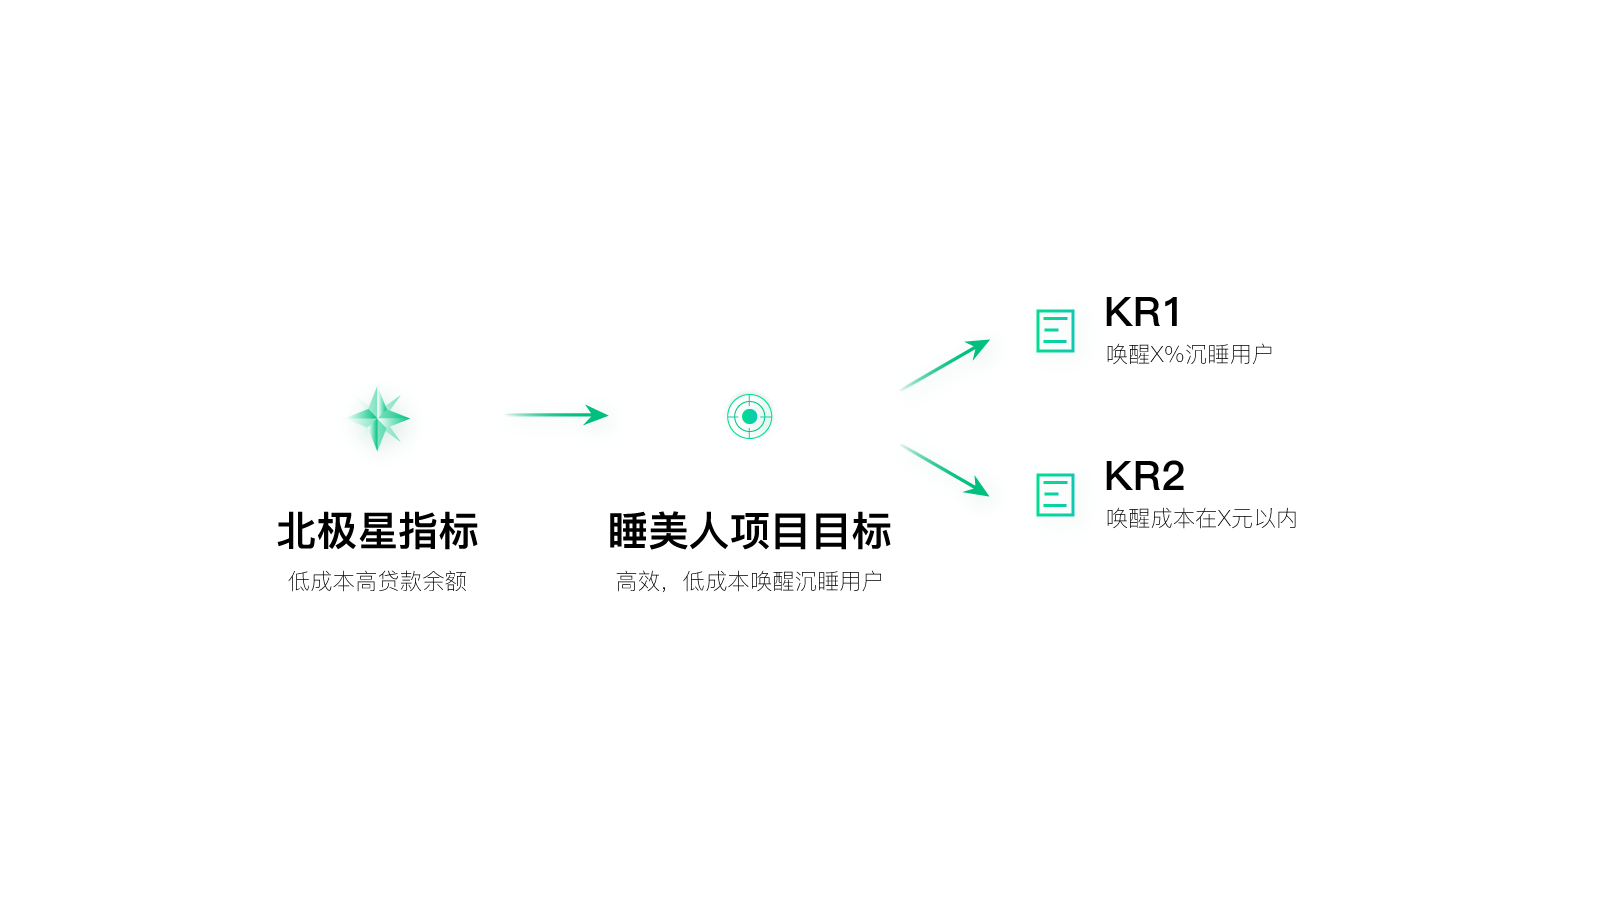 北极星指标
低成本高贷款余额
睡美人项目目标
高效，低成本唤醒沉睡用户
KR1
唤醒X%沉睡用户
KR2
唤醒成本在X元以内